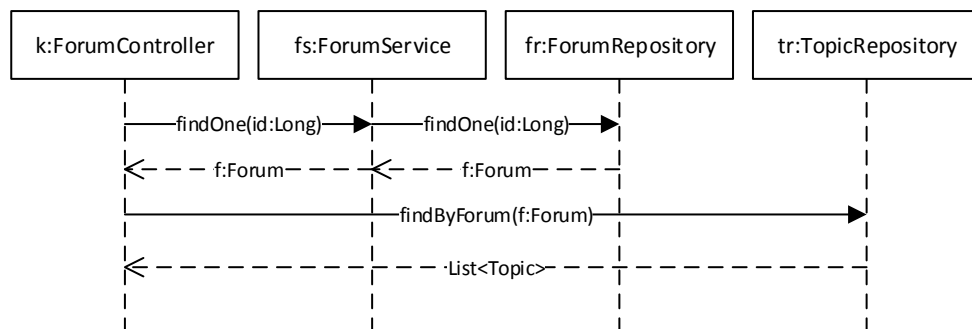 k:ForumController
fs:ForumService
fr:ForumRepository
tr:TopicRepository
findOne(id:Long)
findOne(id:Long)
f:Forum
f:Forum
findByForum(f:Forum)
List<Topic>